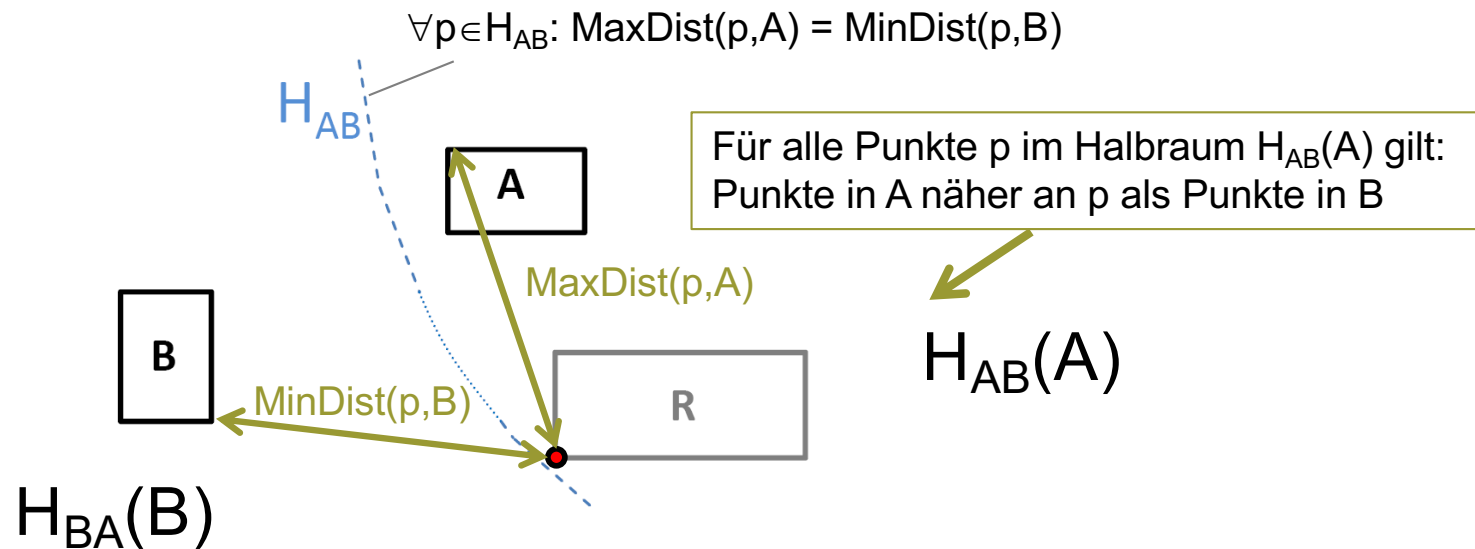 ∀p∈H_AB: MaxDist(p,A) = MinDist(p,B)
H_AB
Für alle Punkte p im Halbraum H_AB(A) gilt:
Punkte in A näher an p als Punkte in B
A
MaxDist(p,A)
B
H_AB(A)
MinDist(p,B)
R
H_BA(B)